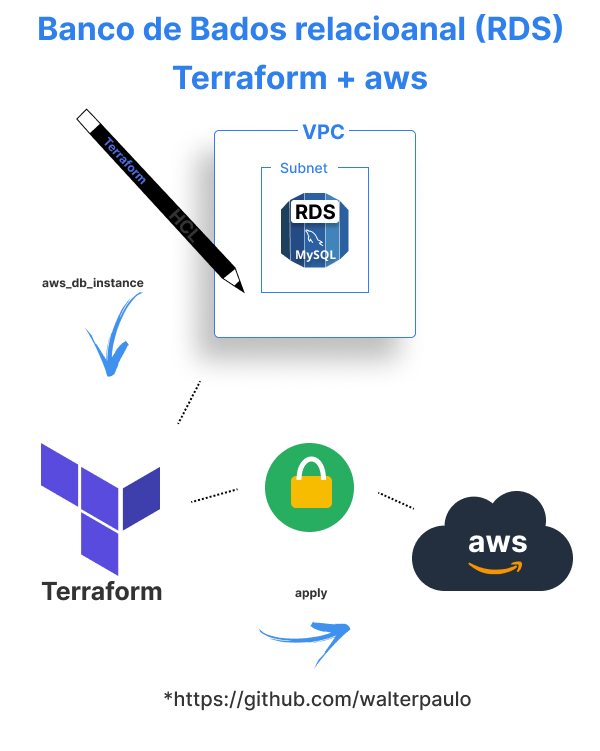 Banco de Bados relacioanal (RDS)
Terraform + aws
VPC
Subnet
RDS
MySQL
Terraform
HCL
aws_db_instance
Terraform
aws
apply
*https://github.com/walterpaulo